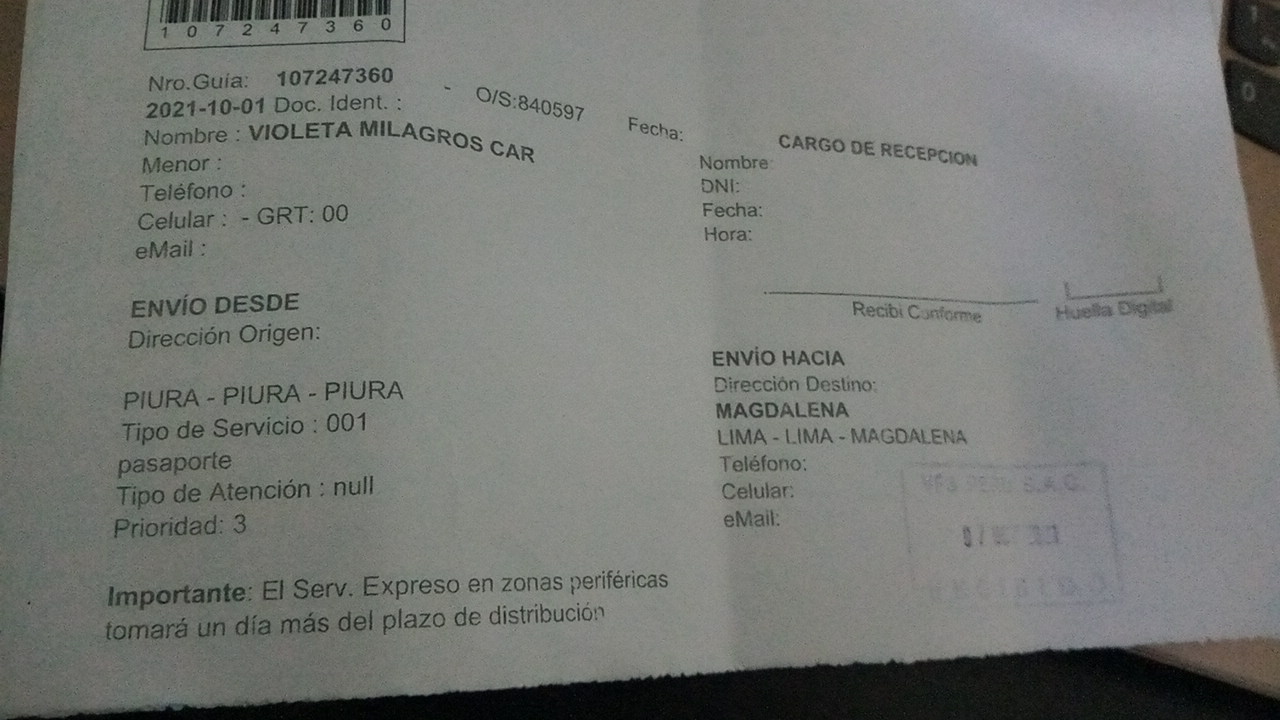 1 0 7 2 4 7 3 6 0
Nro.Guia: 107247360
2021-10-01 Doc. Ident. : - O/S:840597 Fecha:
Nombre : VIOLETA MILAGROS CAR
Menor :
Teléfono :
Celular : - GRT: 00
eMail :
ENVÍO DESDE
Dirección Origen:
PIURA - PIURA - PIURA
Tipo de Servicio : 001
pasaporte
Tipo de Atención : null
Prioridad: 3
Importante: El Serv. Expreso en zonas periféricas
tomará un día más del plazo de distribución
CARGO DE RECEPCION
Nombre
DNI:
Fecha:
Hora:
Recibi Conforme
Huella Digital
ENVÍO HACIA
Dirección Destino:
MAGDALENA
LIMA - LIMA - MAGDALENA
Teléfono:
Celular:
eMail:
S.A.C.
0